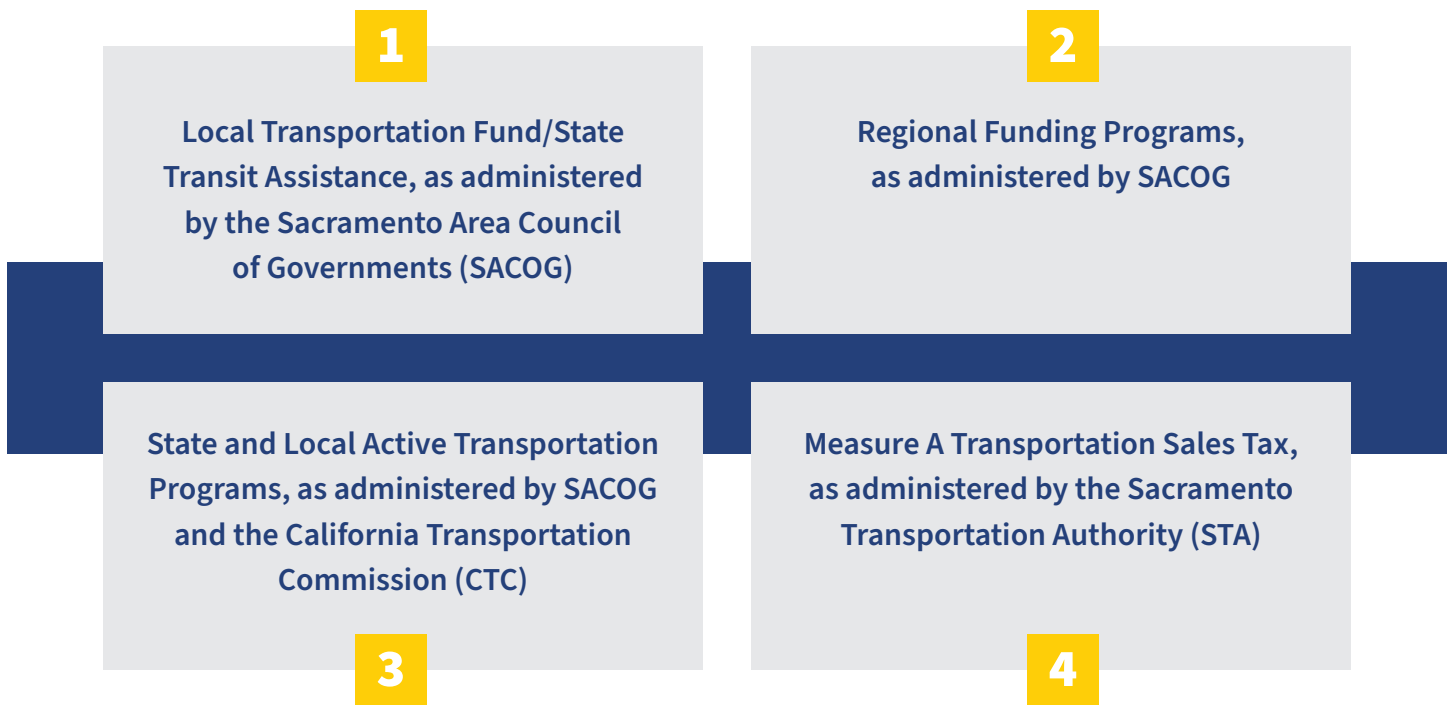 1
Local Transportation Fund/State
Transit Assistance, as administered
by the Sacramento Area Council
of Governments (SACOG)
2
Regional Funding Programs,
as administered by SACOG
State and Local Active Transportation
Programs, as administered by SACOG
and the California Transportation
Commission (CTC)
3
Measure A Transportation Sales Tax,
as administered by the Sacramento
Transportation Authority (STA)
4